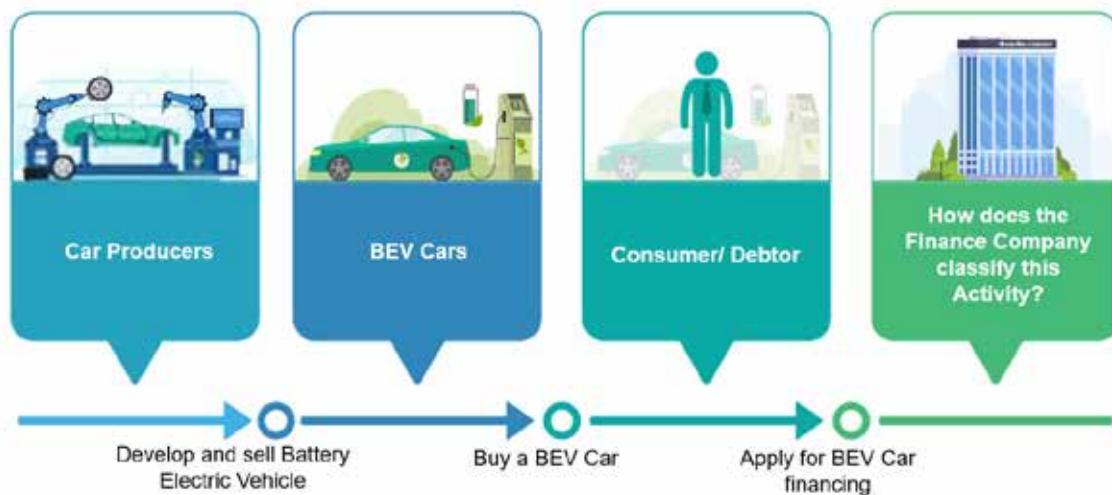 Car Producers
BEV Cars
Consumer/ Debtor
How does the
Finance Company
classify this
Activity?
Develop and sell Battery
Electric Vehicle
Buy a BEV Car
Apply for BEV Car
financing